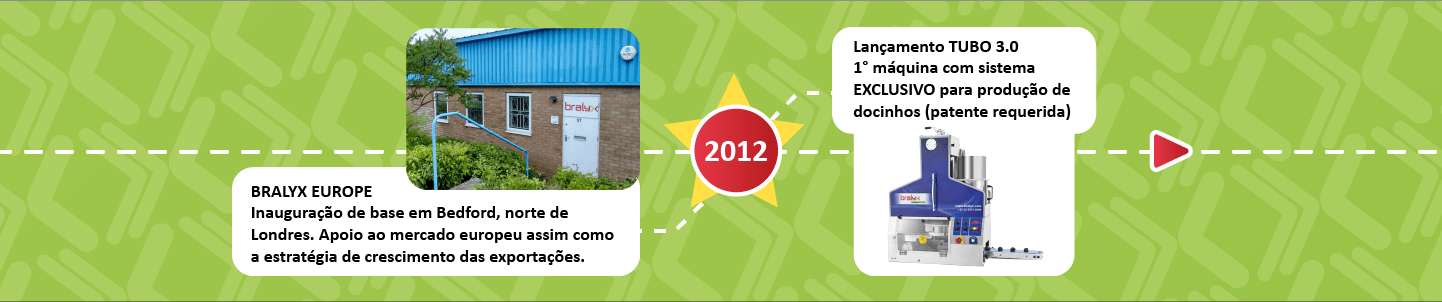 bralyx
BRALYX EUROPE
Inauguração de base em Bedford, norte de
Londres. Apoio ao mercado europeu assim como
a estratégia de crescimento das exportações.
2012
Lançamento TUBO 3.0
1° máquina com sistema
EXCLUSIVO para produção de
docinhos (patente requerida)
bralyx